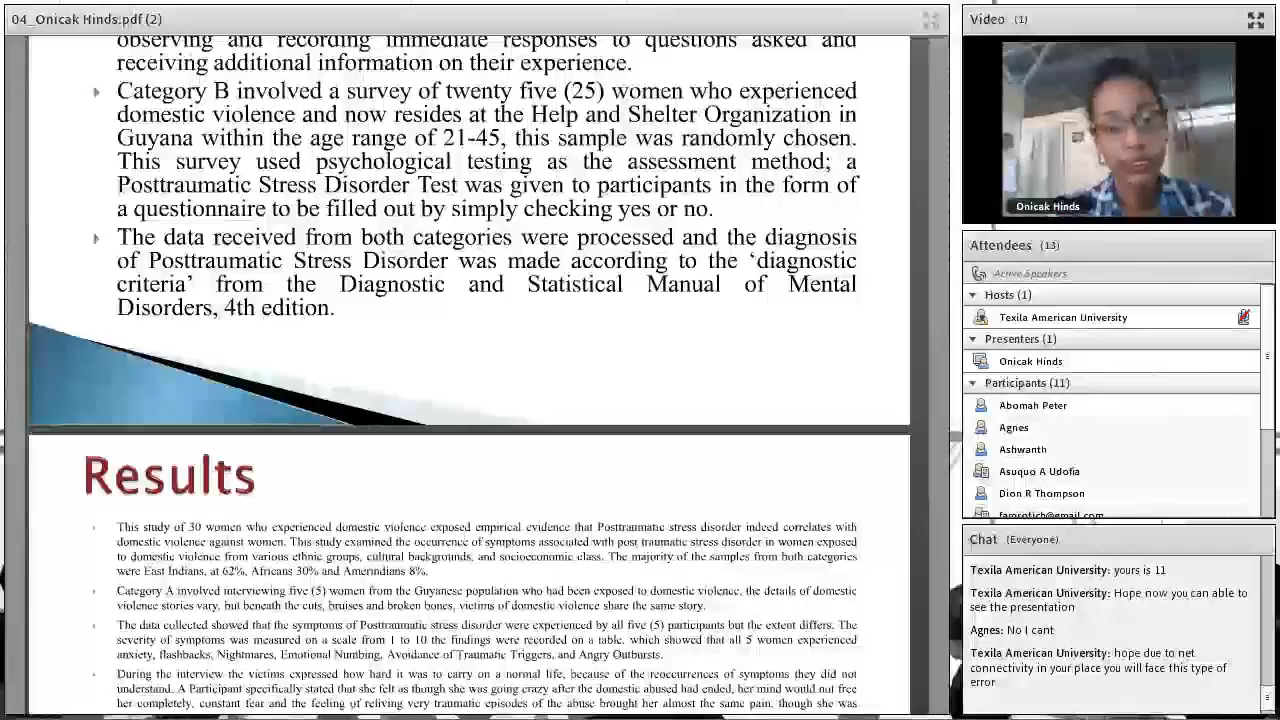 04_Onicak Hinds.pdf (2)
observing and recording immediate responses to questions asked and
receiving additional information on their experience.
Category B involved a survey of twenty five (25) women who experienced
domestic violence and now resides at the Help and Shelter Organization in
Guyana within the age range of 21-45, this sample was randomly chosen.
This survey used psychological testing as the assessment method; a
Posttraumatic Stress Disorder Test was given to participants in the form of
a questionnaire to be filled out by simply checking yes or no.
The data received from both categories were processed and the diagnosis
of Posttraumatic Stress Disorder was made according to the ‘diagnostic
criteria’ from the Diagnostic and Statistical Manual of Mental
Disorders, 4th edition.
Results
This study of 30 women who experienced domestic violence exposed empirical evidence that Posttraumatic stress disorder indeed correlates with
domestic violence against women. This study examined the occurrence of symptoms associated with post traumatic stress disorder in women exposed
to domestic violence from various ethnic groups, cultural backgrounds, and socioeconomic class. The majority of the samples from both categories
were East Indians, at 62%, Africans 30% and Amerindians 8%.
Category A involved interviewing five (5) women from the Guyanese population who had been exposed to domestic violence, the details of domestic
violence stories vary, but beneath the cuts, bruises and broken bones, victims of domestic violence share the same story.
The data collected showed that the symptoms of Posttraumatic stress disorder were experienced by all five (5) participants but the extent differs. The
severity of symptoms was measured on a scale from 1 to 10 the findings were recorded on a table, which showed that all 5 women experienced
anxiety, flashbacks, Nightmares, Emotional Numbing, Avoidance of Traumatic Triggers, and Angry Outbursts.
During the interview the victims expressed how hard it was to carry on a normal life, because of the reoccurrences of symptoms they did not
understand. A Participant specifically stated that she felt as though she was going crazy after the domestic abused had ended, her mind would not free
her completely, constant fear and the feeling of reliving very traumatic episodes of the abuse brought her almost the same pain, though she was
Video (1)
Onicak Hinds
Attendees (13)
Active Speakers
Hosts (1)
Texila American University
Presenters (1)
Onicak Hinds
Participants (11)
Abomah Peter
Agnes
Ashwanth
Asuquo A Udofia
Dion R Thompson
famrotich@gmail.com
Chat (Everyone)
Texila American University: yours is 11
Texila American University: Hope now you can able to
see the presentation
Agnes: No I cant
Texila American University: hope due to net
connectivity in your place you will face this type of
error